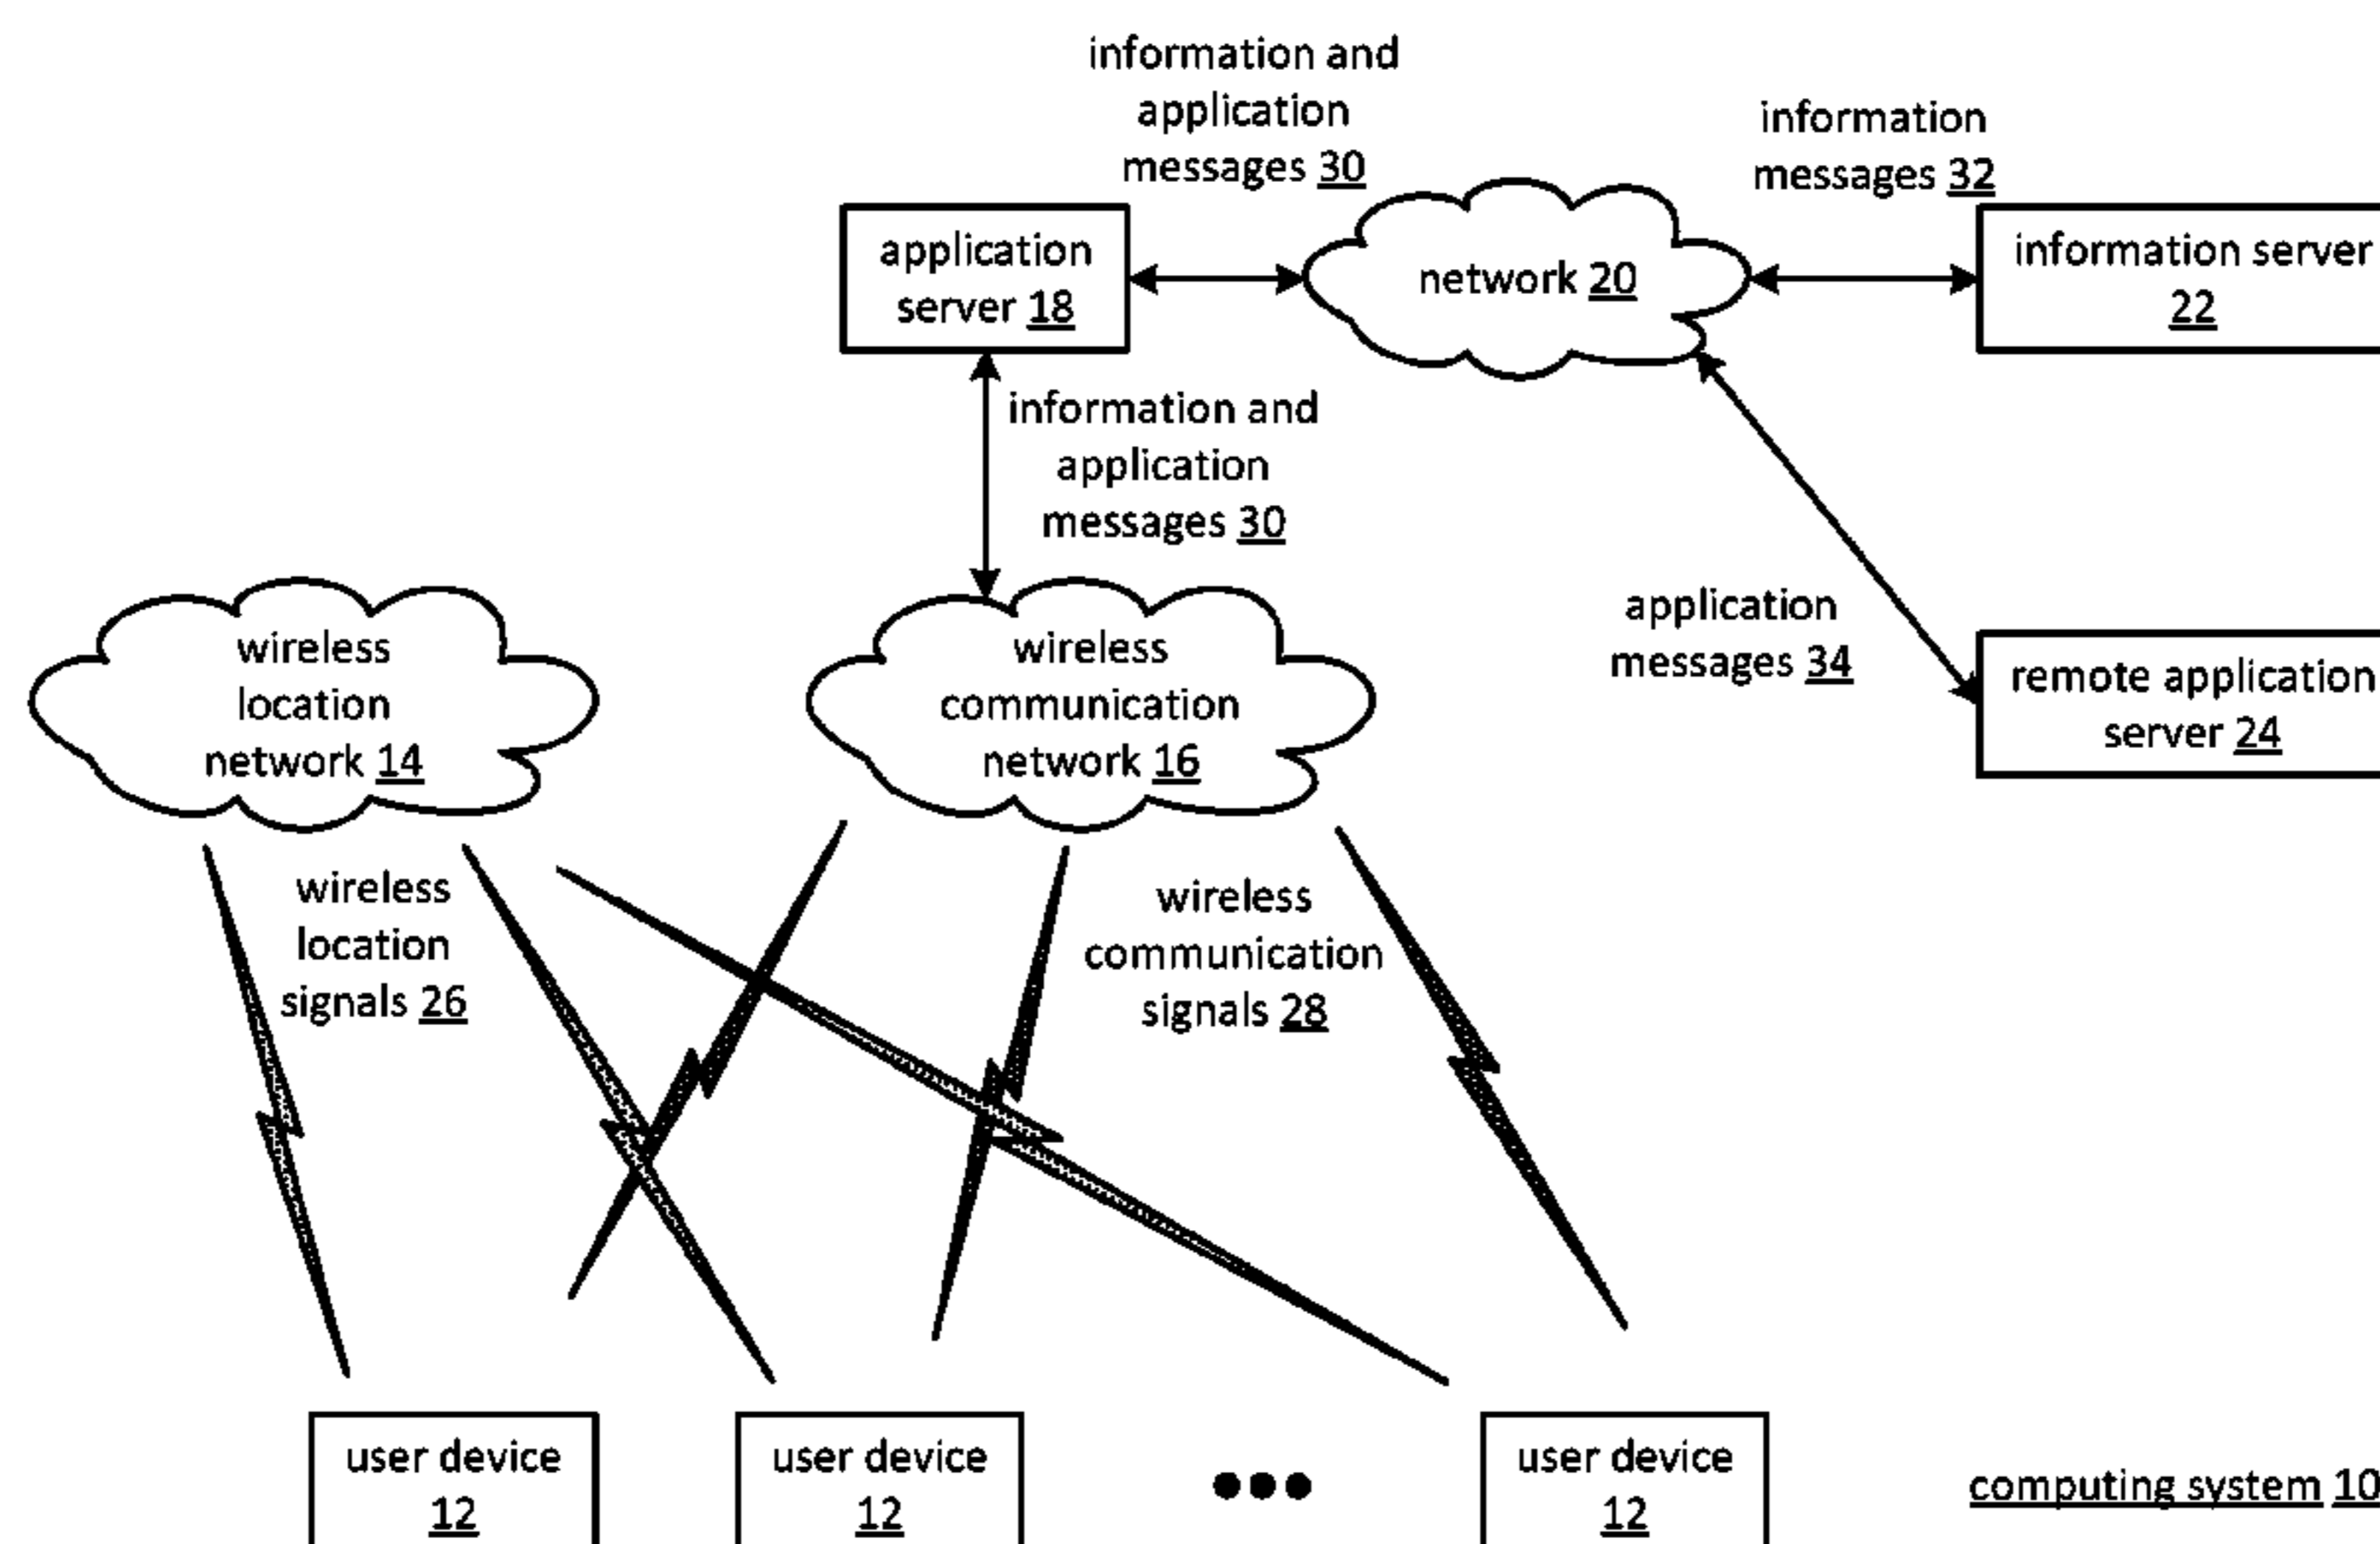 information and
application
messages 30
information
messages 32
application
server 18
network 20
information server
22
information and
application
messages 30
wireless
location
network 14
wireless
communication
network 16
application
messages 34
remote application
server 24
wireless
location
signals 26
wireless
communication
signals 28
user device
12
user device
12
user device
12
computing system 10